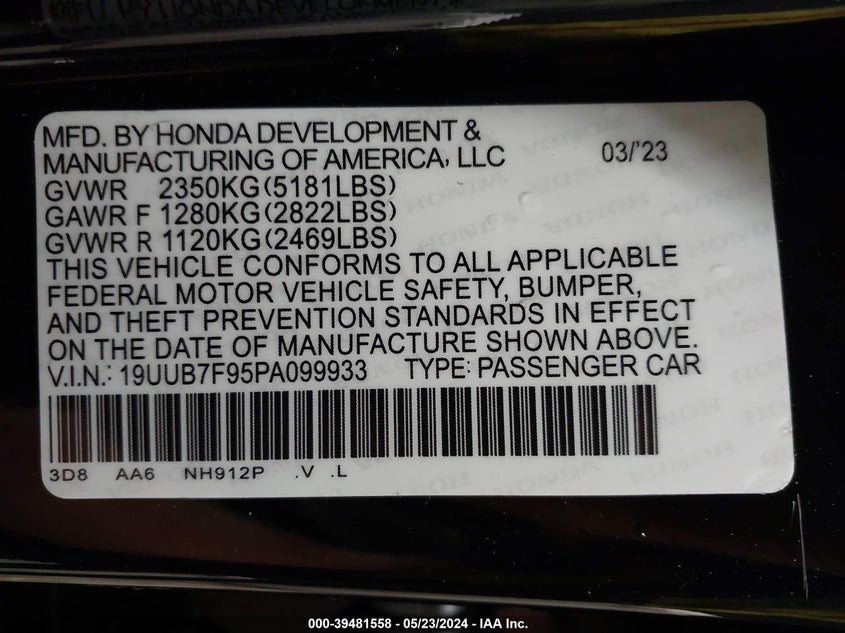 MFD. BY HONDA DEVELOPMENT &
MANUFACTURING OF AMERICA, LLC 03/'23
GVWR 2350KG(5181LBS)
GAWR F 1280KG(2822LBS)
GVWR R 1120KG(2469LBS)
THIS VEHICLE CONFORMS TO ALL APPLICABLE
FEDERAL MOTOR VEHICLE SAFETY, BUMPER,
AND THEFT PREVENTION STANDARDS IN EFFECT
ON THE DATE OF MANUFACTURE SHOWN ABOVE.
V.I.N.: 19UUB7F95PA099933 TYPE: PASSENGER CAR
3D8 AA6 NH912P .V .L
000-39481558 - 05/23/2024 - IAA Inc.